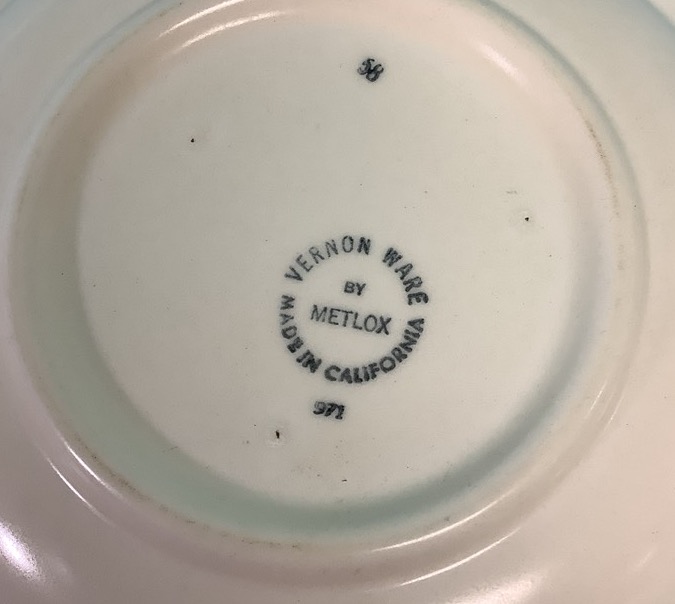 58
VERNON WARE
BY
METLOX
MADE IN CALIFORNIA
971